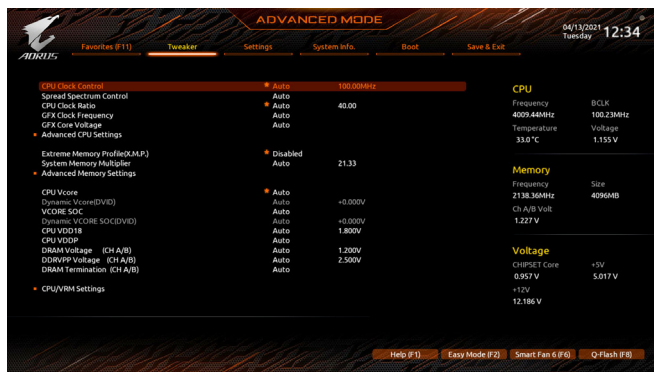 ADVANCED MODE
04/13/2021 Tuesday 12:34
AORUS
Favorites (F11) Tweaker Settings System Info. Boot Save & Exit
CPU Clock Control * Auto 100.00MHz
Spread Spectrum Control Auto
CPU Clock Ratio * Auto 40.00
GFX Clock Frequency Auto
GFX Core Voltage Auto
Advanced CPU Settings
Extreme Memory Profile(X.M.P.) * Disabled
System Memory Multiplier Auto 21.33
Advanced Memory Settings
CPU Vcore * Auto
Dynamic Vcore(DVID) Auto +0.000V
VCORE SOC Auto
Dynamic VCORE SOC(DVID) Auto +0.000V
CPU VDD18 Auto 1.800V
CPU VDDP Auto
DRAM Voltage (CH A/B) Auto 1.200V
DDRVPP Voltage (CH A/B) Auto 2.500V
DRAM Termination (CH A/B) Auto
CPU/VRM Settings
CPU
Frequency BCLK
4009.44MHz 100.23MHz
Temperature Voltage
33.0 °C 1.155 V
Memory
Frequency Size
2138.36MHz 4096MB
Ch A/B Volt
1.227 V
Voltage
CHIPSET Core +5V
0.957 V 5.017 V
+12V
12.186 V
Help (F1) Easy Mode (F2) Smart Fan 6 (F6) Q-Flash (F8)